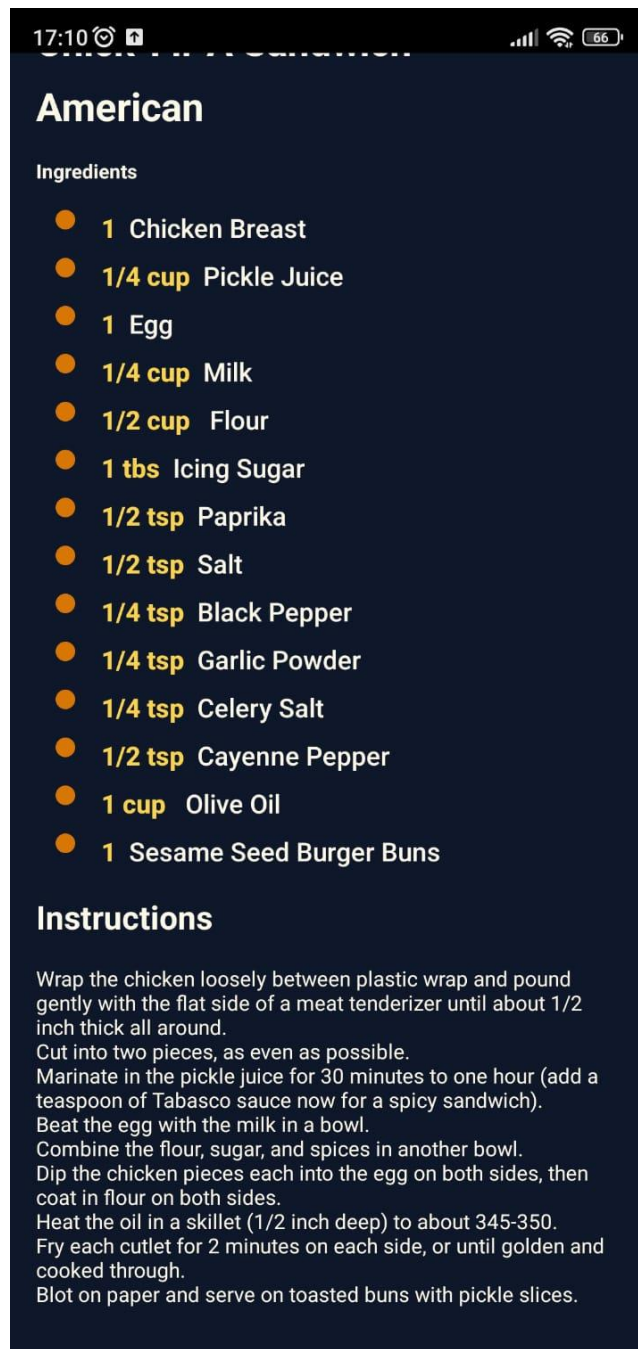 17:10
66
American
Ingredients
1 Chicken Breast
1/4 cup Pickle Juice
1 Egg
1/4 cup Milk
1/2 cup Flour
1 tbs Icing Sugar
1/2 tsp Paprika
1/2 tsp Salt
1/4 tsp Black Pepper
1/4 tsp Garlic Powder
1/4 tsp Celery Salt
1/2 tsp Cayenne Pepper
1 cup Olive Oil
1 Sesame Seed Burger Buns
Instructions
Wrap the chicken loosely between plastic wrap and pound
gently with the flat side of a meat tenderizer until about 1/2
inch thick all around.
Cut into two pieces, as even as possible.
Marinate in the pickle juice for 30 minutes to one hour (add a
teaspoon of Tabasco sauce now for a spicy sandwich).
Beat the egg with the milk in a bowl.
Combine the flour, sugar, and spices in another bowl.
Dip the chicken pieces each into the egg on both sides, then
coat in flour on both sides.
Heat the oil in a skillet (1/2 inch deep) to about 345-350.
Fry each cutlet for 2 minutes on each side, or until golden and
cooked through.
Blot on paper and serve on toasted buns with pickle slices.